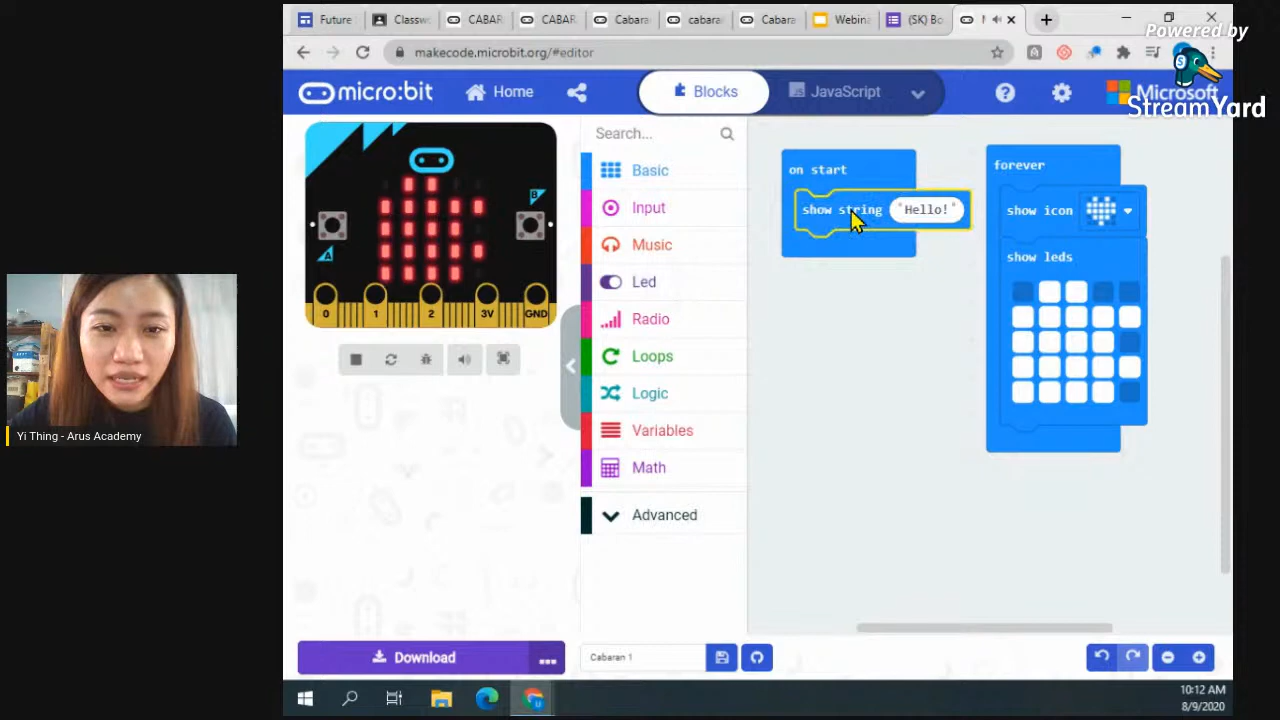 Future
Classw
CABAR
CABAR
Cabara
cabara
Cabara
Webina
(SK) Bo
Powered by
StreamYard
makecode.microbit.org/#editor
micro:bit
Home
Blocks
JavaScript
Microsoft
Search...
Basic
Input
Music
Led
Radio
Loops
Logic
Variables
Math
Advanced
B
A
0
1
2
3V
GND
on start
show string
"Hello!"
forever
show icon
show leds
Yi Thing - Arus Academy
Download
Cabaran 1
10:12 AM
8/9/2020